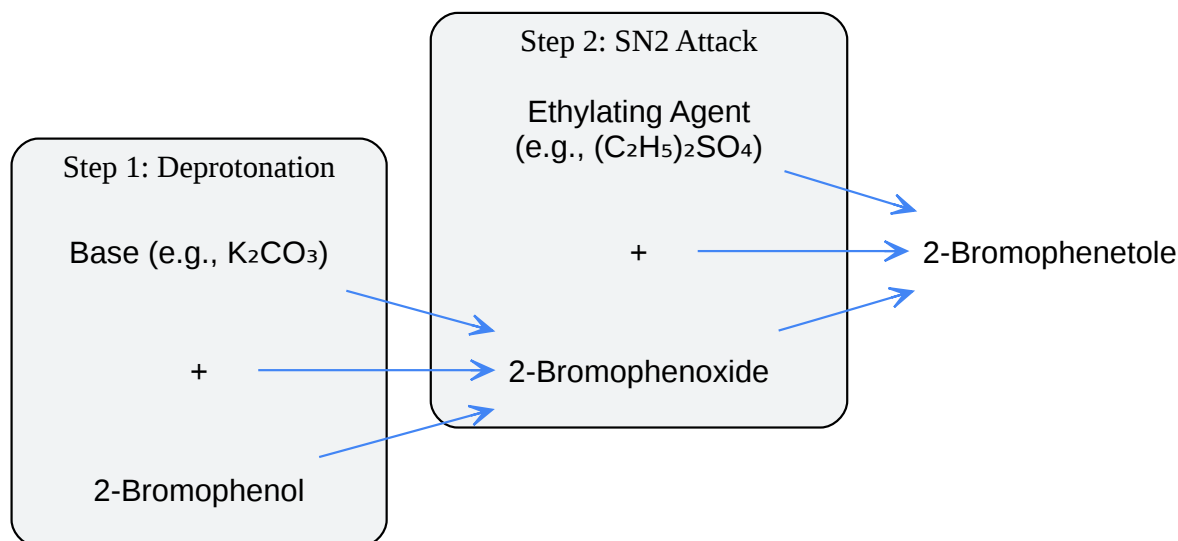 Step 1: Deprotonation
Base (e.g., K₂CO₃)
+
2-Bromophenol
Step 2: SN2 Attack
Ethylating Agent
(e.g., (C₂H₅)₂SO₄)
+
2-Bromophenoxide
2-Bromophenetole